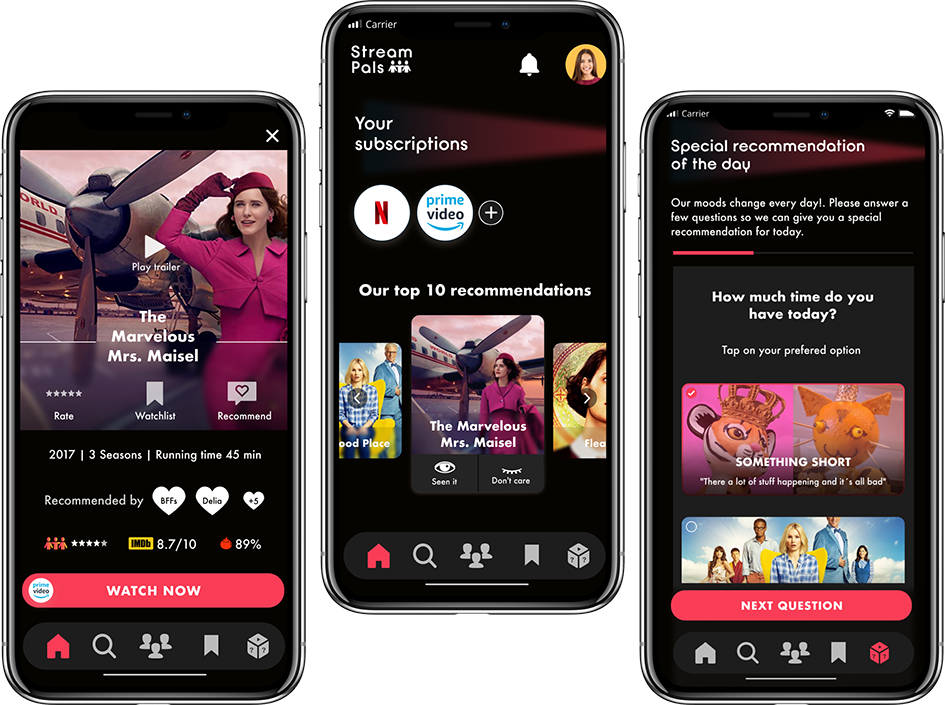 WORLD
Play trailer
The
Marvelous
Mrs. Maisel
Rate
Watchlist
Recommend
2017 | 3 Seasons | Running time 45 min
Recommended by
BFFs
Delia
+5
IMDb 8.7/10
89%
prime
video
WATCH NOW
? ?
Carrier
Stream
Pals
Your
subscriptions
N
prime
video
Our top 10 recommendations
ood Place
The Marvelous
Mrs. Maisel
Flea
Seen it
Don't care
? ?
Carrier
Special recommendation
of the day
Our moods change every day!. Please answer a
few questions so we can give you a special
recommendation for today.
How much time do you
have today?
Tap on your prefered option
SOMETHING SHORT
"There a lot of stuff happening and it´s all bad"
NEXT QUESTION
? ?